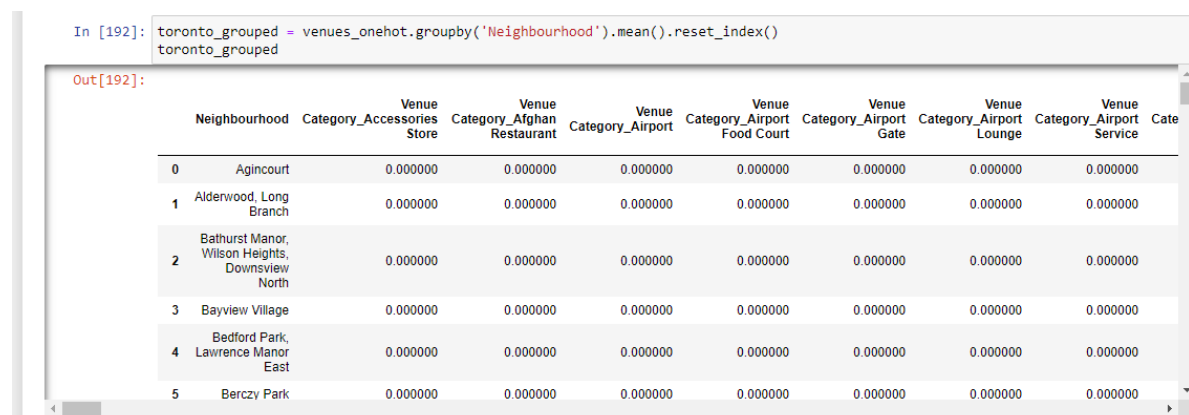 In [192]: toronto_grouped = venues_onehot.groupby('Neighbourhood').mean().reset_index()
toronto_grouped
Out[192]:
Neighbourhood Venue Category_Accessories Store Venue Category_Afghan Restaurant Venue Category_Airport Venue Category_Airport Food Court Venue Category_Airport Gate Venue Category_Airport Lounge Venue Category_Airport Service Cate
0 Agincourt 0.000000 0.000000 0.000000 0.000000 0.000000 0.000000 0.000000
1 Alderwood, Long Branch 0.000000 0.000000 0.000000 0.000000 0.000000 0.000000 0.000000
2 Bathurst Manor, Wilson Heights, Downsview North 0.000000 0.000000 0.000000 0.000000 0.000000 0.000000 0.000000
3 Bayview Village 0.000000 0.000000 0.000000 0.000000 0.000000 0.000000 0.000000
4 Bedford Park, Lawrence Manor East 0.000000 0.000000 0.000000 0.000000 0.000000 0.000000 0.000000
5 Berczy Park 0.000000 0.000000 0.000000 0.000000 0.000000 0.000000 0.000000